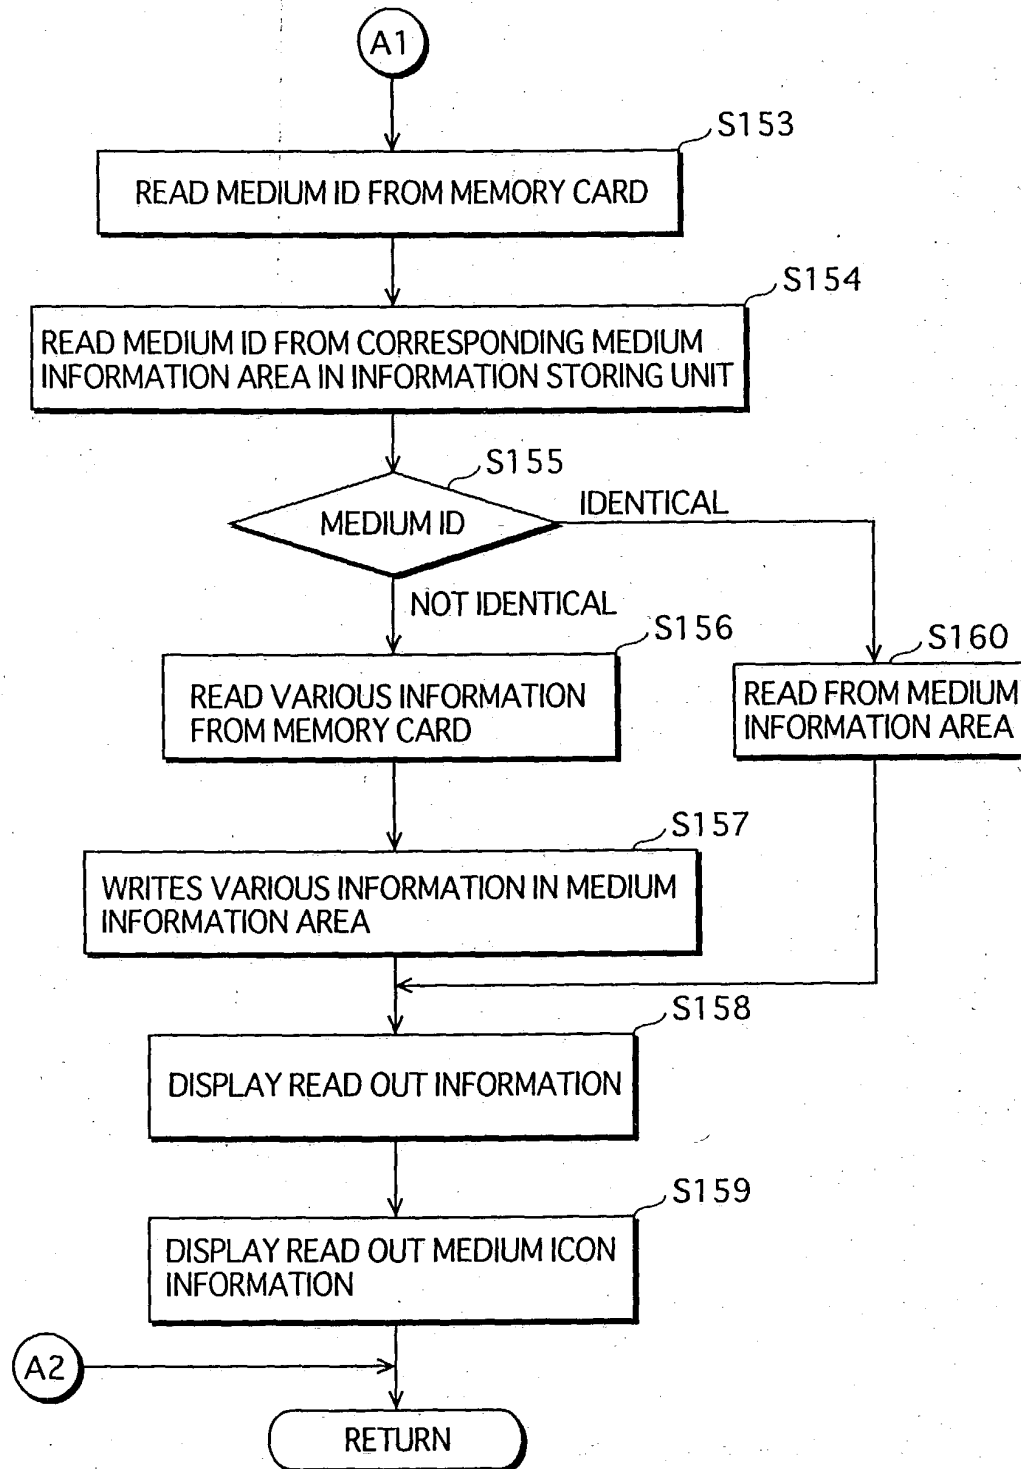 A1
S153
READ MEDIUM ID FROM MEMORY CARD
S154
READ MEDIUM ID FROM CORRESPONDING MEDIUM
INFORMATION AREA IN INFORMATION STORING UNIT
S155
MEDIUM ID
IDENTICAL
NOT IDENTICAL
S156
READ VARIOUS INFORMATION
FROM MEMORY CARD
S160
READ FROM MEDIUM
INFORMATION AREA
S157
WRITES VARIOUS INFORMATION IN MEDIUM
INFORMATION AREA
S158
DISPLAY READ OUT INFORMATION
S159
DISPLAY READ OUT MEDIUM ICON
INFORMATION
A2
RETURN